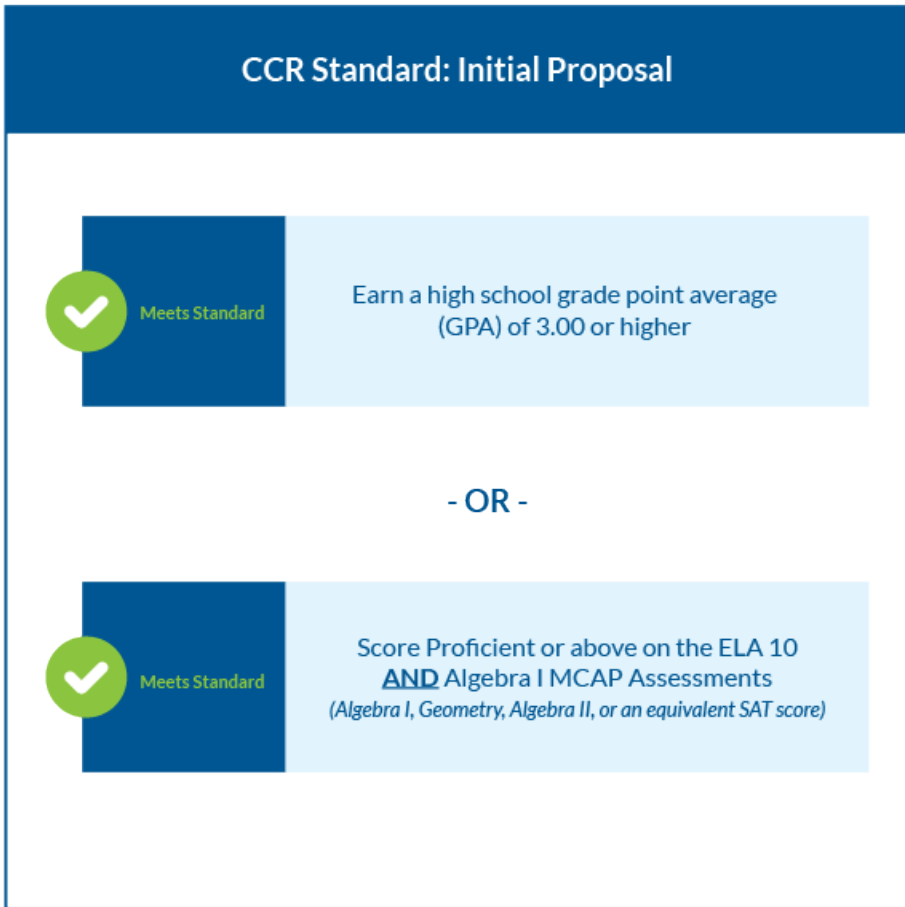 CCR Standard: Initial Proposal
Meets Standard
Earn a high school grade point average
(GPA) of 3.00 or higher
- OR -
Meets Standard
Score Proficient or above on the ELA 10
AND Algebra I MCAP Assessments
(Algebra I, Geometry, Algebra II, or an equivalent SAT score)